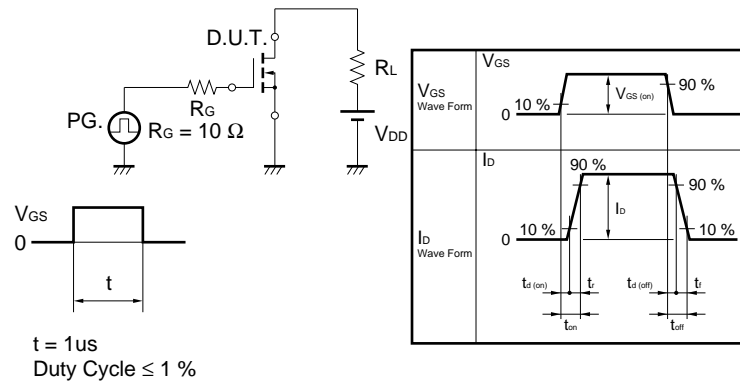 D.U.T.
RL
RG
PG.
RG = 10 Ω
VDD
VGS
0
t
t = 1us
Duty Cycle ≤ 1 %
VGS
Wave Form
VGS
10 %
VGS (on)
90 %
0
ID
Wave Form
ID
90 %
90 %
10 %
ID
10 %
0
td (on)
tr
td (off)
tf
ton
toff